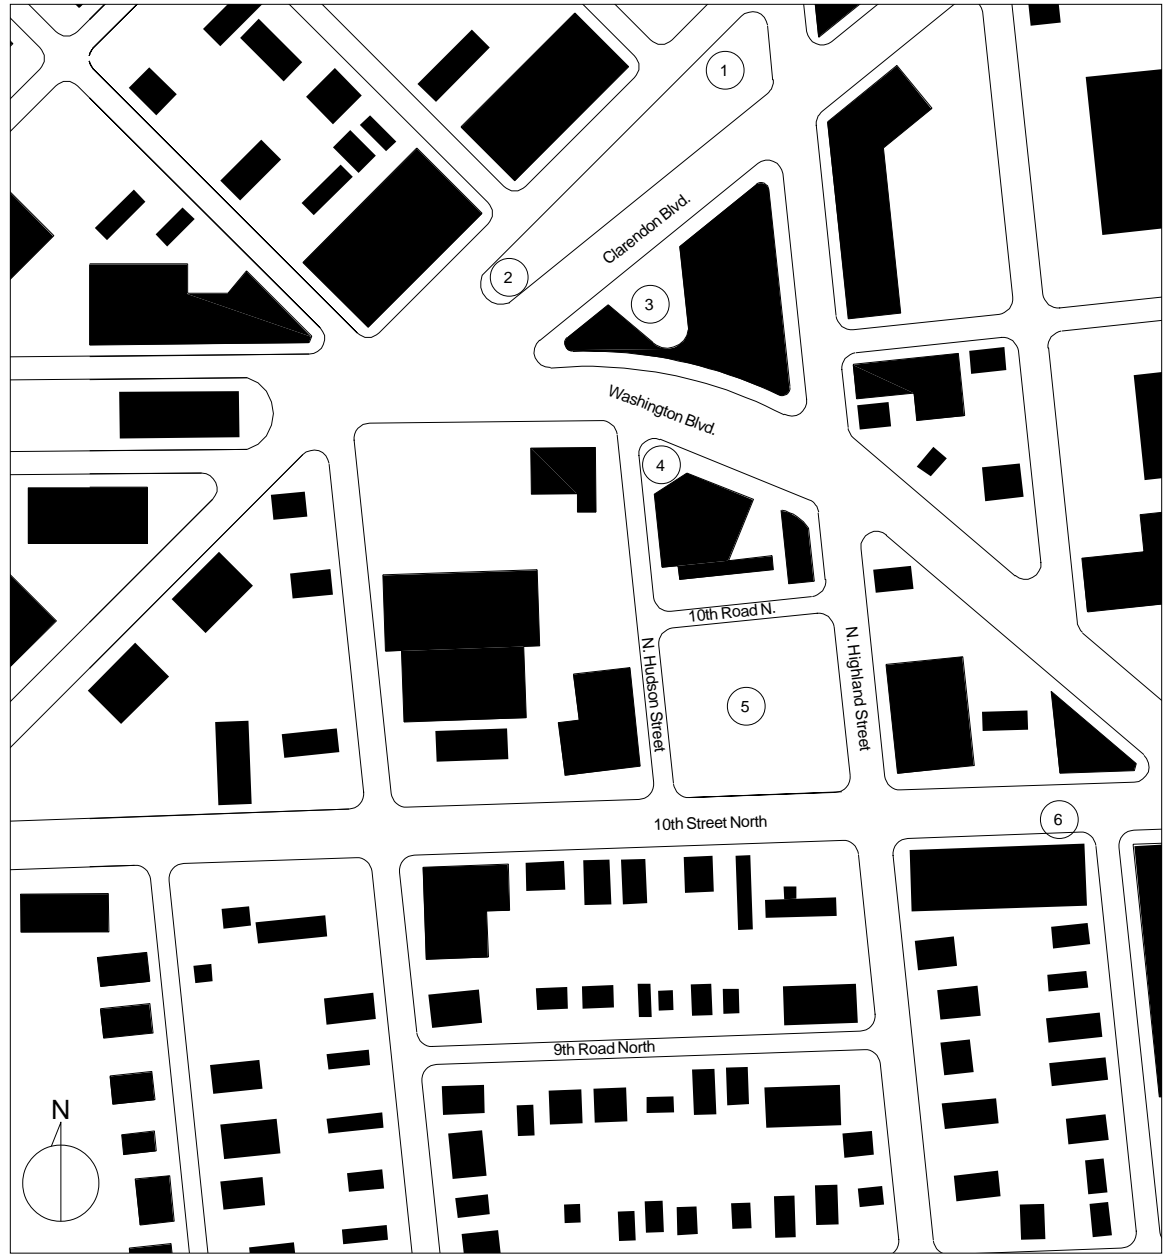 1
Clarendon Blvd.
2
3
Washington Blvd.
4
10th Road N.
N. Hudson Street
N. Highland Street
5
10th Street North
6
9th Road North
N